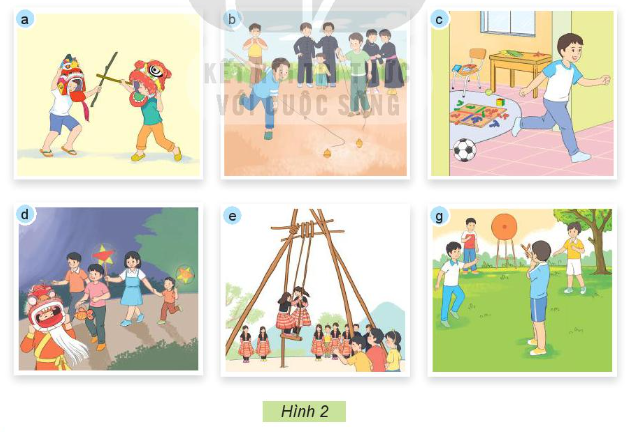 a
b
c
KẾT NỐI TRI THỨC
VỚI CUỘC SỐNG
d
e
g
Hình 2